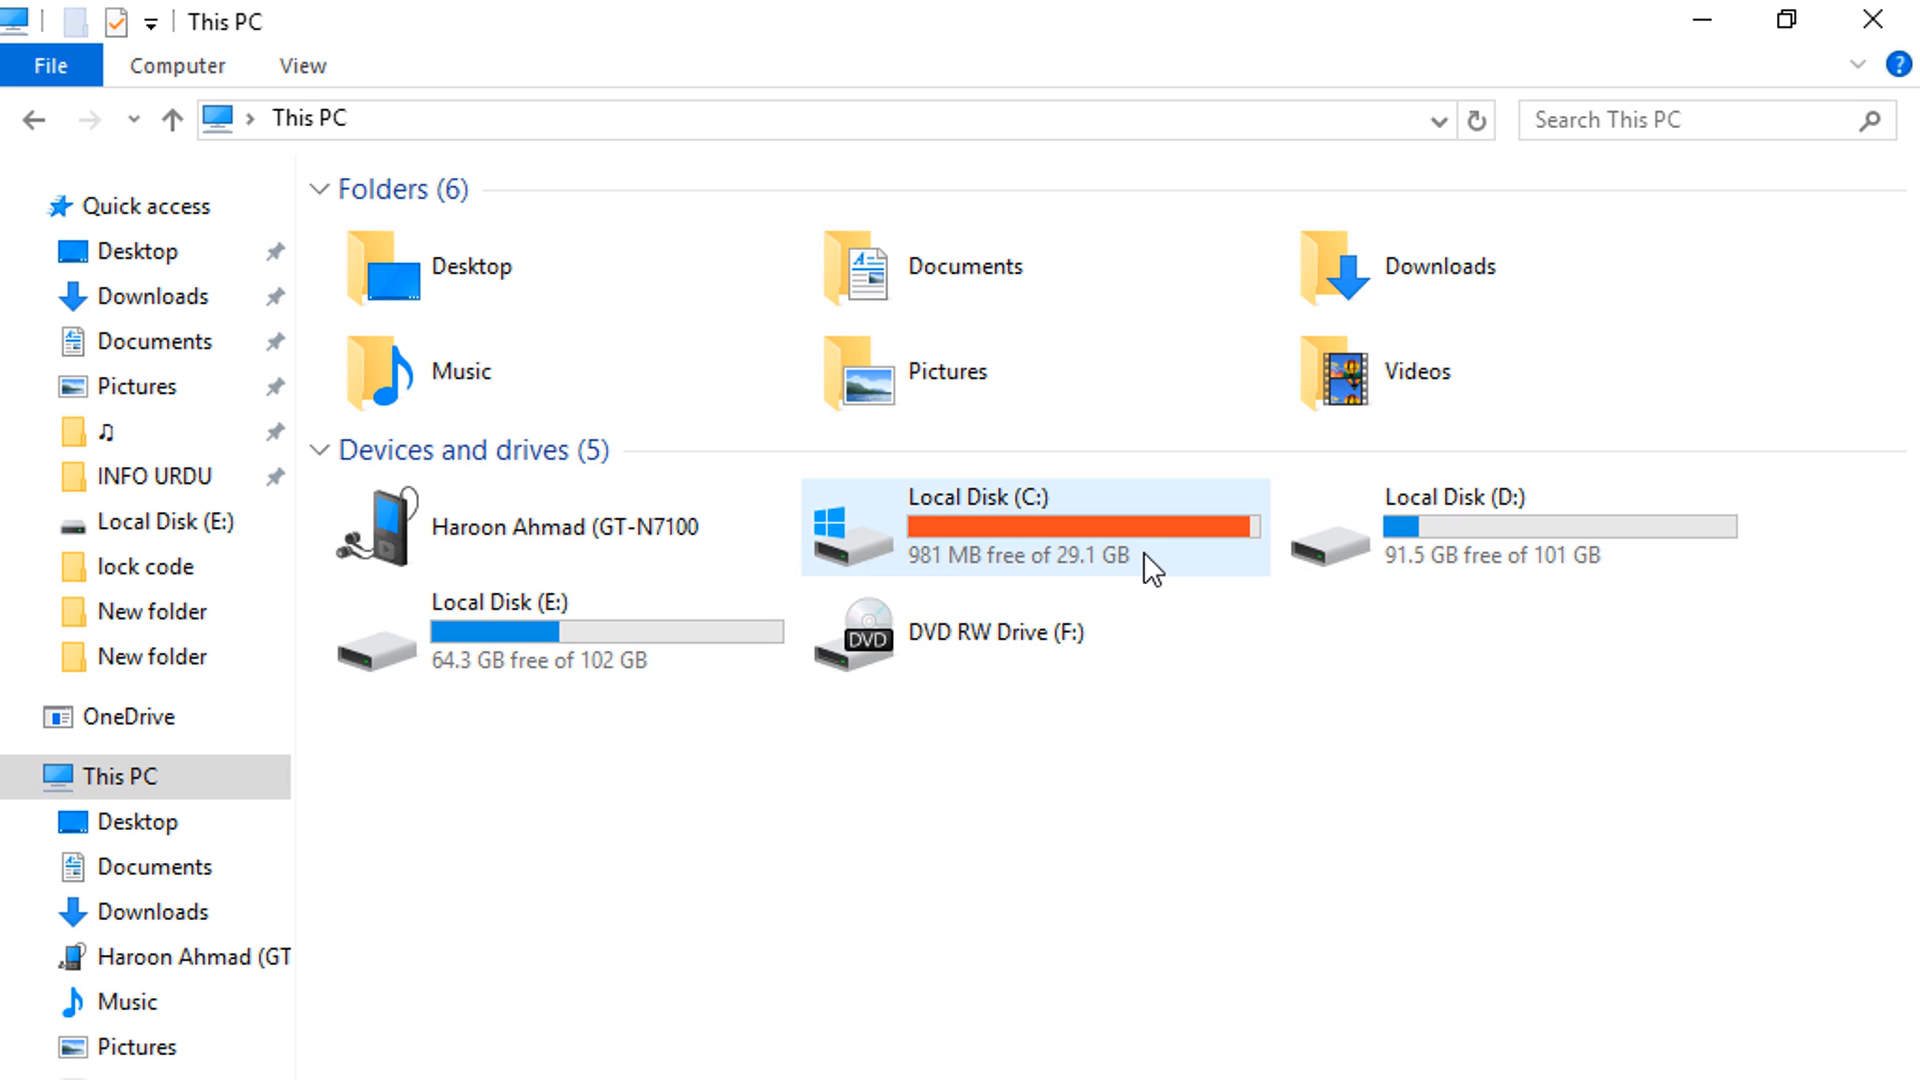 This PC
File Computer View ?
This PC
Search This PC
Quick access
Desktop
Downloads
Documents
Pictures
♫
INFO URDU
Local Disk (E:)
lock code
New folder
New folder
OneDrive
This PC
Desktop
Documents
Downloads
Haroon Ahmad (GT
Music
Pictures
Folders (6)
Desktop
Documents
Downloads
Music
Pictures
Videos
Devices and drives (5)
Haroon Ahmad (GT-N7100
Local Disk (C:)
981 MB free of 29.1 GB
Local Disk (D:)
91.5 GB free of 101 GB
Local Disk (E:)
64.3 GB free of 102 GB
DVD
DVD RW Drive (F:)